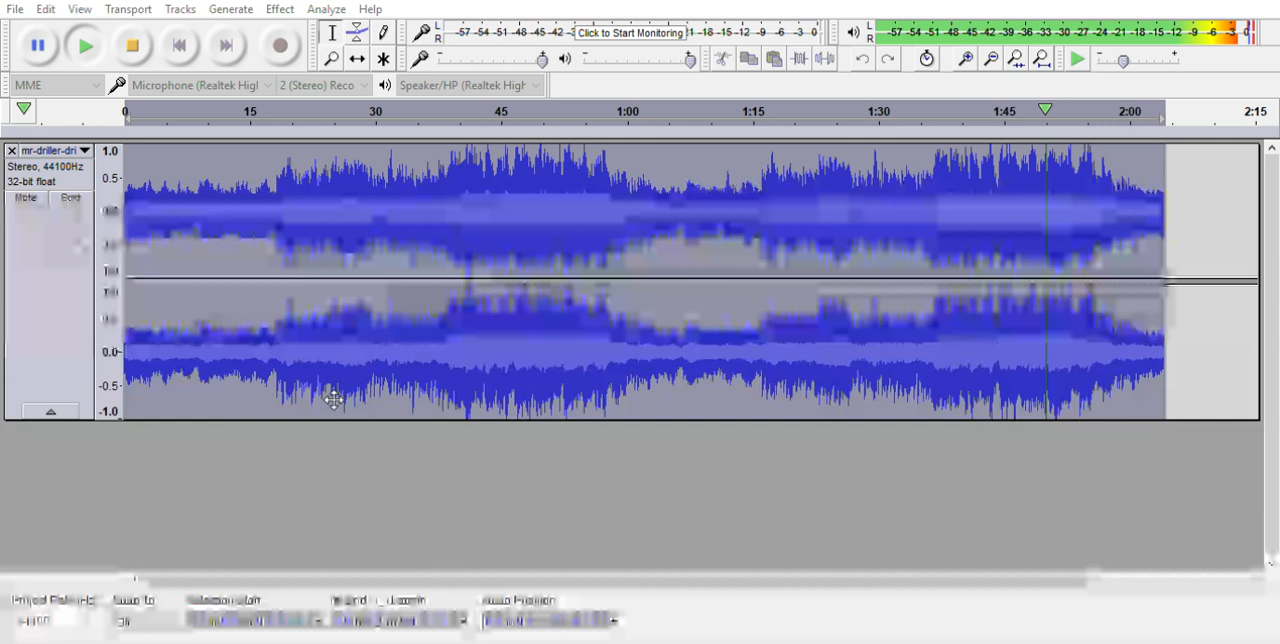 File Edit View Transport Tracks Generate Effect Analyze Help
L R -57 -54 -51 -48 -45 -42 -3 Click to Start Monitoring 1 -18 -15 -12 -9 -6 -3 0
L R -57 -54 -51 -48 -45 -42 -39 -36 -33 -30 -27 -24 -21 -18 -15 -12 -9 -6 -3 0
MME Microphone (Realtek Higl 2 (Stereo) Reco Speaker/HP (Realtek High
0 15 30 45 1:00 1:15 1:30 1:45 2:00 2:15
mr-driller-dri
Stereo, 44100Hz
32-bit float
Mute
1.0
0.5
0.0
-0.5
-1.0